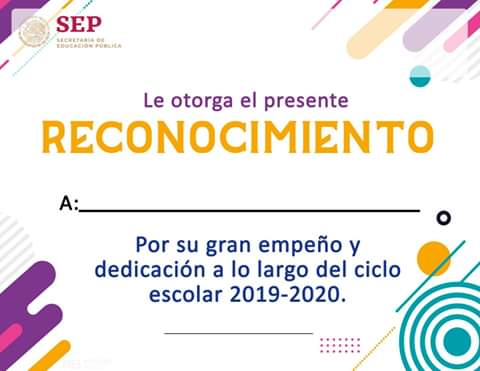 SEP
SECRETARÍA DE
EDUCACIÓN PÚBLICA
Le otorga el presente
RECONOCIMIENTO
A:
Por su gran empeño y
dedicación a lo largo del ciclo
escolar 2019-2020.